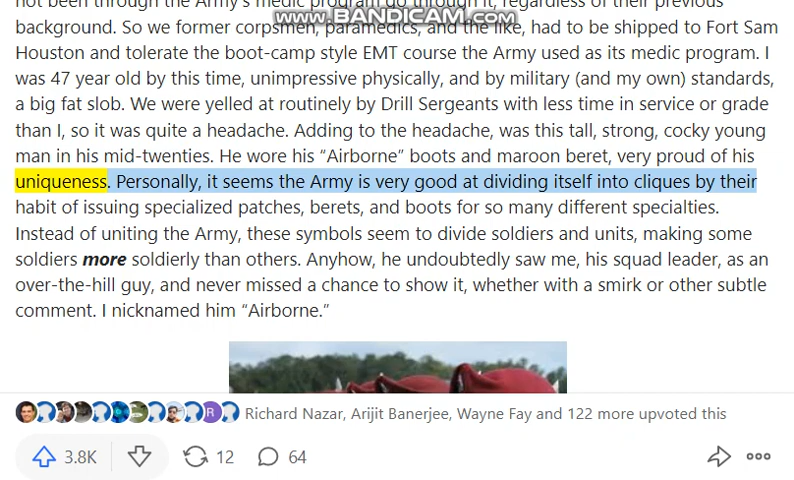 not been through the Army's medic program go through it, regardless of their previous
www.BANDICAM.com
background. So we former corpsmen, paramedics, and the like, had to be shipped to Fort Sam
Houston and tolerate the boot-camp style EMT course the Army used as its medic program. I
was 47 year old by this time, unimpressive physically, and by military (and my own) standards,
a big fat slob. We were yelled at routinely by Drill Sergeants with less time in service or grade
than I, so it was quite a headache. Adding to the headache, was this tall, strong, cocky young
man in his mid-twenties. He wore his “Airborne” boots and maroon beret, very proud of his
uniqueness. Personally, it seems the Army is very good at dividing itself into cliques by their
habit of issuing specialized patches, berets, and boots for so many different specialties.
Instead of uniting the Army, these symbols seem to divide soldiers and units, making some
soldiers more soldierly than others. Anyhow, he undoubtedly saw me, his squad leader, as an
over-the-hill guy, and never missed a chance to show it, whether with a smirk or other subtle
comment. I nicknamed him “Airborne.”
R Richard Nazar, Arijit Banerjee, Wayne Fay and 122 more upvoted this
3.8K 12 64